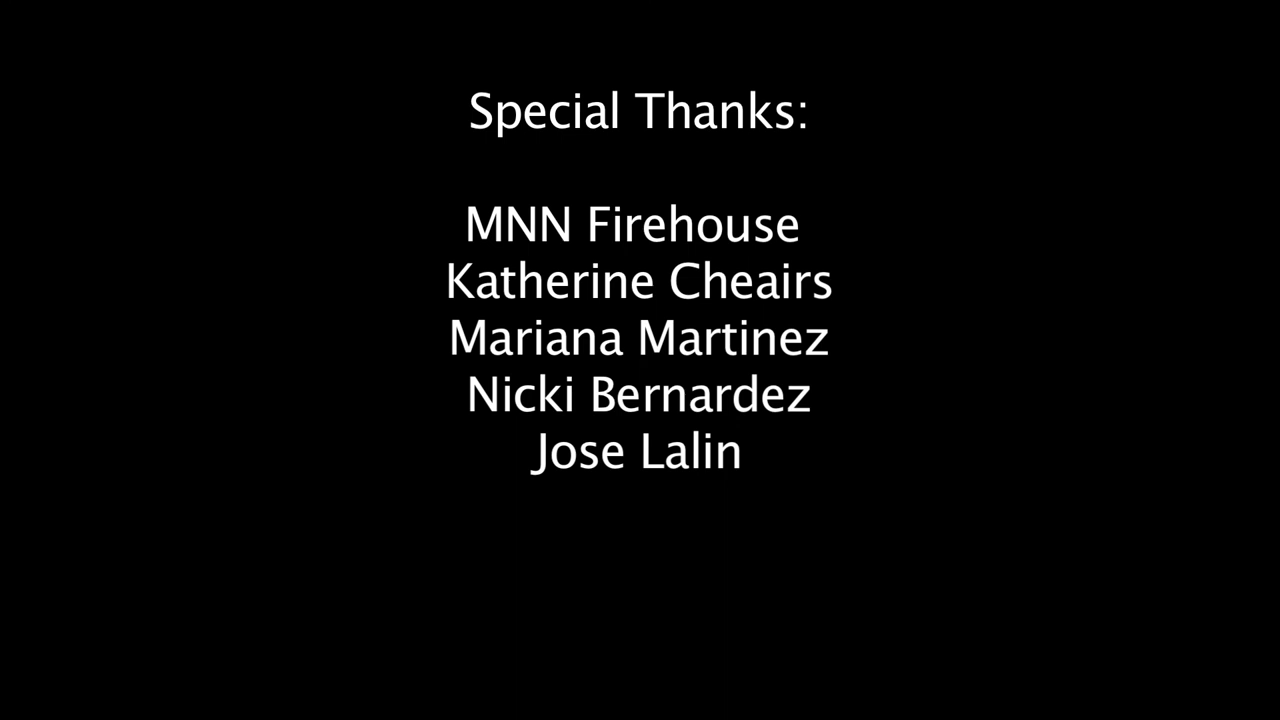 Special Thanks:
MNN Firehouse
Katherine Cheairs
Mariana Martinez
Nicki Bernardez
Jose Lalin